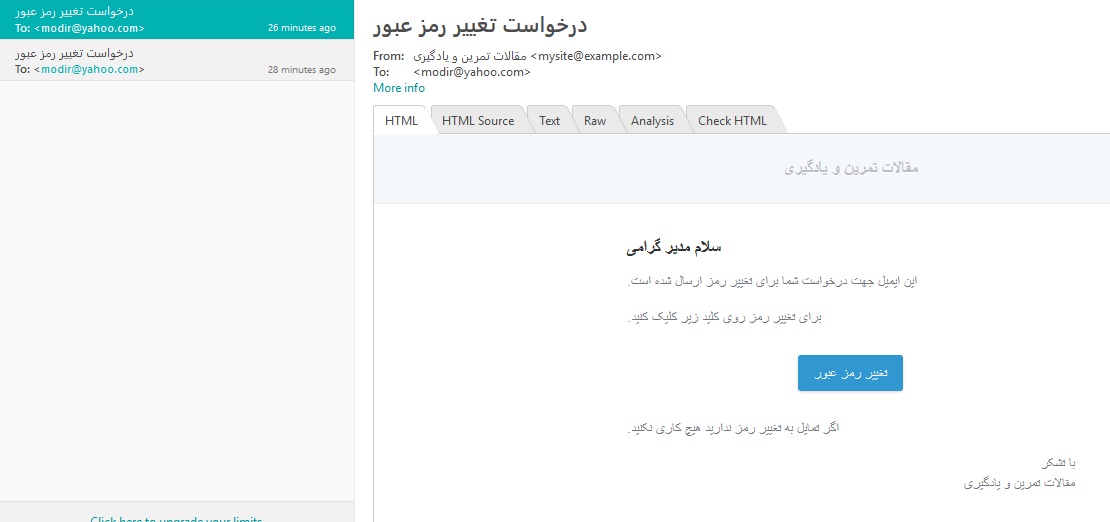 درخواست تغییر رمز عبور
To: <modir@yahoo.com>
26 minutes ago
درخواست تغییر رمز عبور
To: <modir@yahoo.com>
28 minutes ago
Click here to upgrade your limits
درخواست تغییر رمز عبور
From: مقالات تمرین و یادگیری <mysite@example.com>
To: <modir@yahoo.com>
More info
HTML HTML Source Text Raw Analysis Check HTML
مقالات تمرین و یادگیری
سلام مدیر گرامی
این ایمیل جهت درخواست شما برای تغییر رمز ارسال شده است.
برای تغییر رمز روی کلید زیر کلیک کنید.
تغییر رمز عبور
اگر تمایل به تغییر رمز ندارید هیچ کاری نکنید.
با تشکر
مقالات تمرین و یادگیری